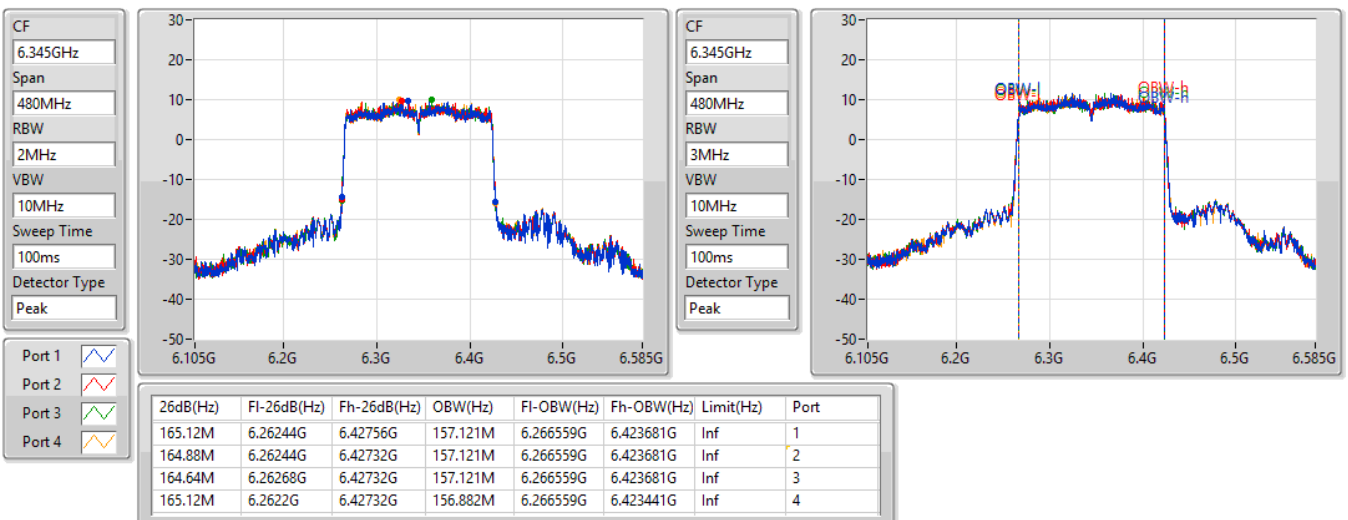 CF
6.345GHz
Span
480MHz
RBW
2MHz
VBW
10MHz
Sweep Time
100ms
Detector Type
Peak
30
20
10
0
-10
-20
-30
-40
-50
6.105G 6.2G 6.3G 6.4G 6.5G 6.585G
CF
6.345GHz
Span
480MHz
RBW
3MHz
VBW
10MHz
Sweep Time
100ms
Detector Type
Peak
30
20
10
0
-10
-20
-30
-40
-50
OBW-l OBW-h
OBW-h
6.105G 6.2G 6.3G 6.4G 6.5G 6.585G
Port 1
Port 2
Port 3
Port 4
26dB(Hz) Fl-26dB(Hz) Fh-26dB(Hz) OBW(Hz) Fl-OBW(Hz) Fh-OBW(Hz) Limit(Hz) Port
165.12M 6.26244G 6.42756G 157.121M 6.266559G 6.423681G Inf 1
164.88M 6.26244G 6.42732G 157.121M 6.266559G 6.423681G Inf 2
164.64M 6.26268G 6.42732G 157.121M 6.266559G 6.423681G Inf 3
165.12M 6.2622G 6.42732G 156.882M 6.266559G 6.423441G Inf 4